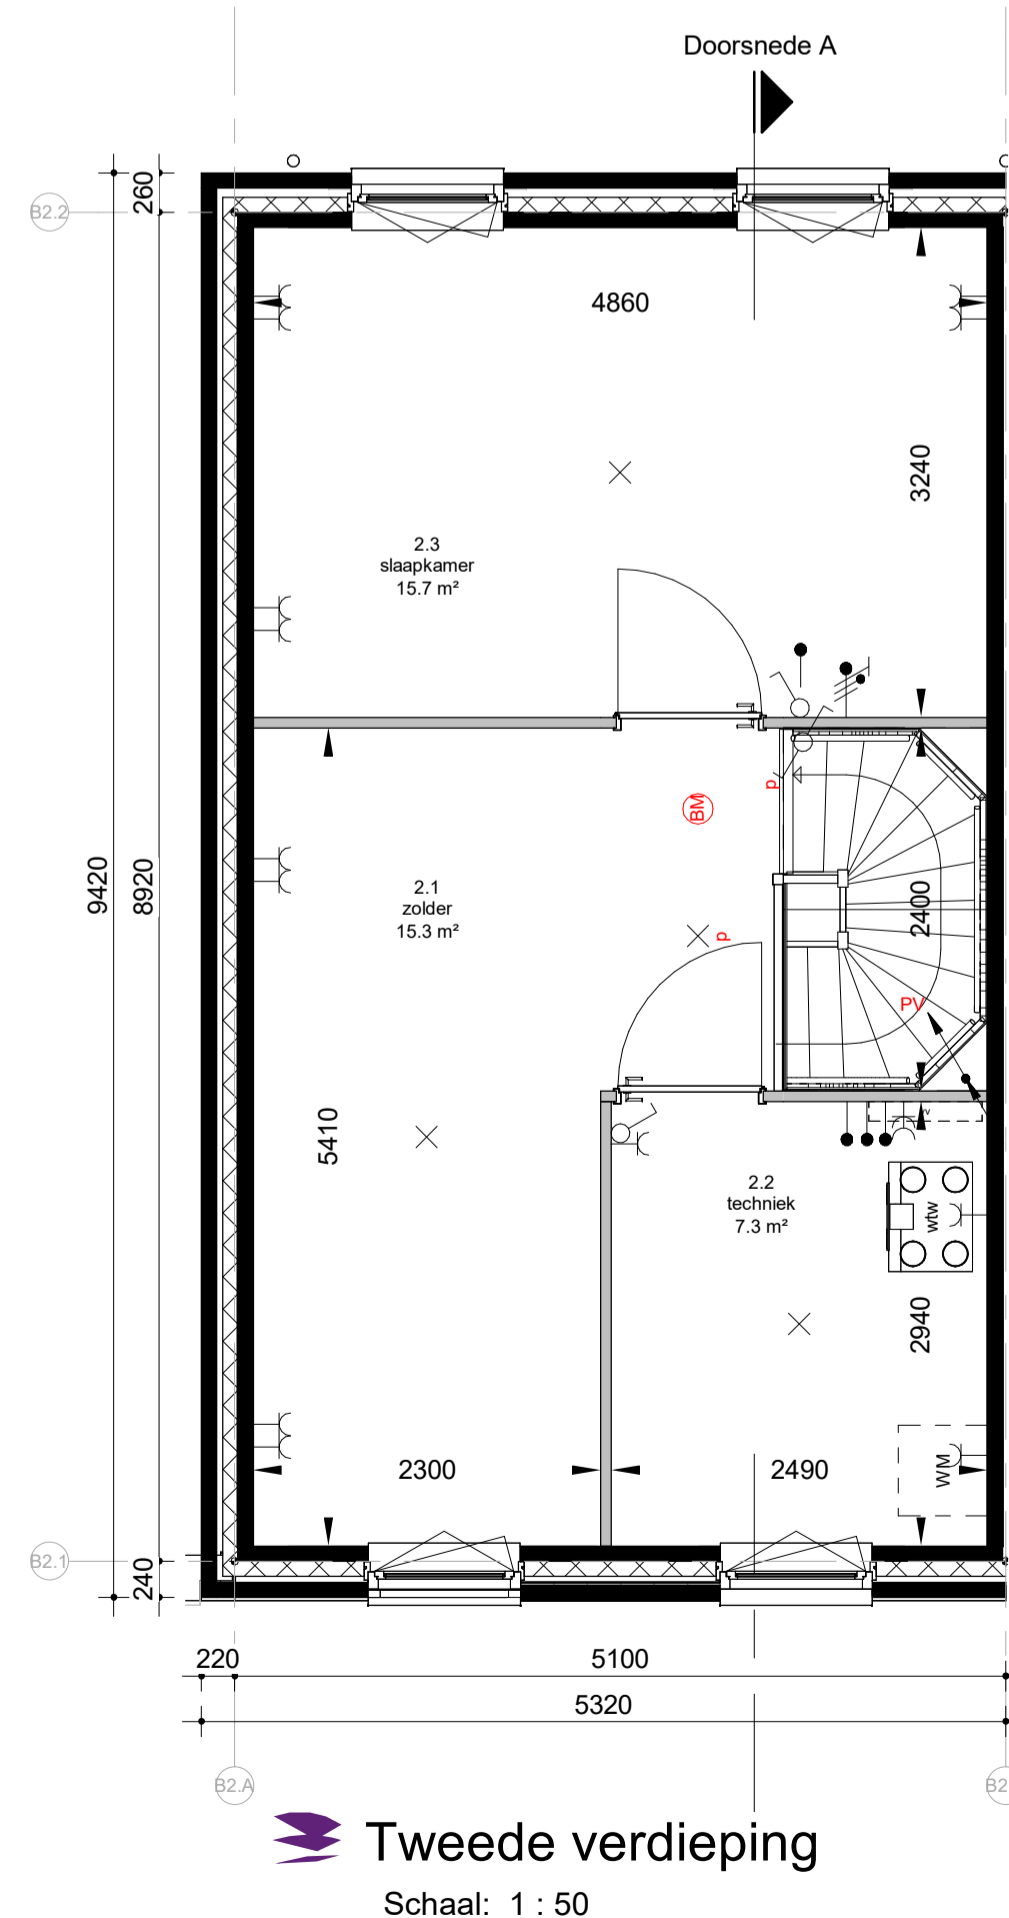 Doorsnede A
260
B2.2
4860
3240
2.3
slaapkamer
15.7 m²
BM
p
9420
8920
2.1
zolder
15.3 m²
2400
p
PV
5410
2.2
techniek
7.3 m²
wtw
2940
2300
2490
WM
B2.1
240
220
5100
5320
B2.A
B2
Tweede verdieping
Schaal: 1 : 50